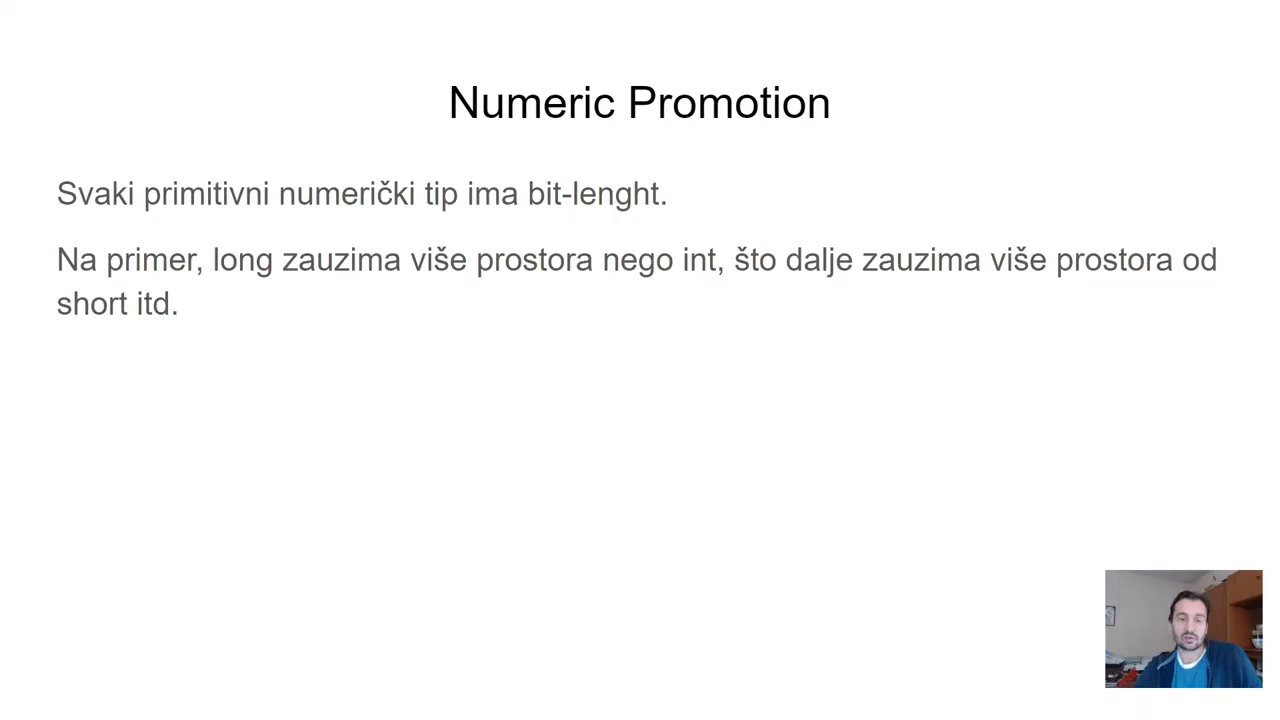 Numeric Promotion
Svaki primitivni numerički tip ima bit-lenght.
Na primer, long zauzima više prostora nego int, što dalje zauzima više prostora od
short itd.